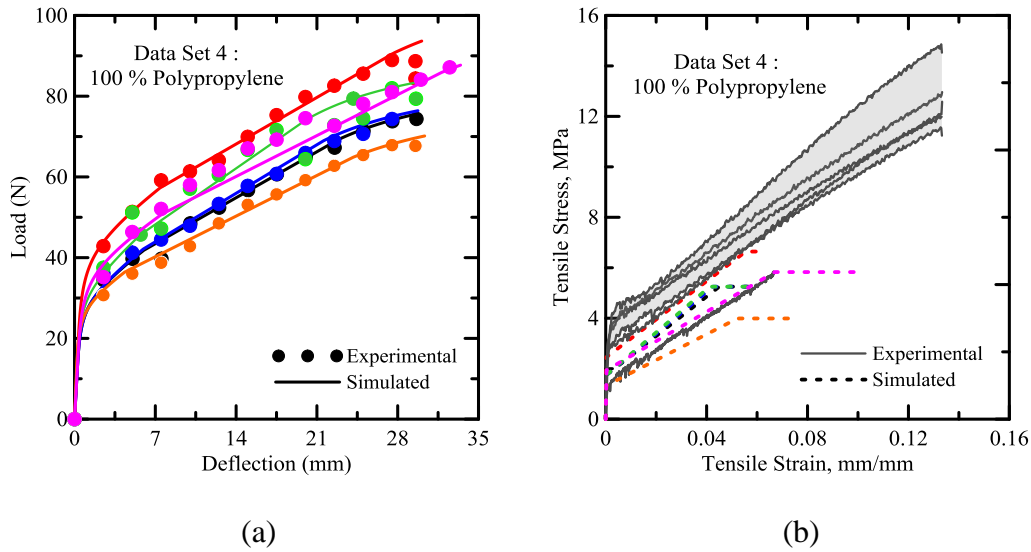 100
80
60
40
20
0
Load (N)
Data Set 4 :
100 % Polypropylene
Experimental
Simulated
0 7 14 21 28 35
Deflection (mm)
(a)
16
12
8
4
0
Tensile Stress, MPa
Data Set 4 :
100 % Polypropylene
Experimental
Simulated
0 0.04 0.08 0.12 0.16
Tensile Strain, mm/mm
(b)